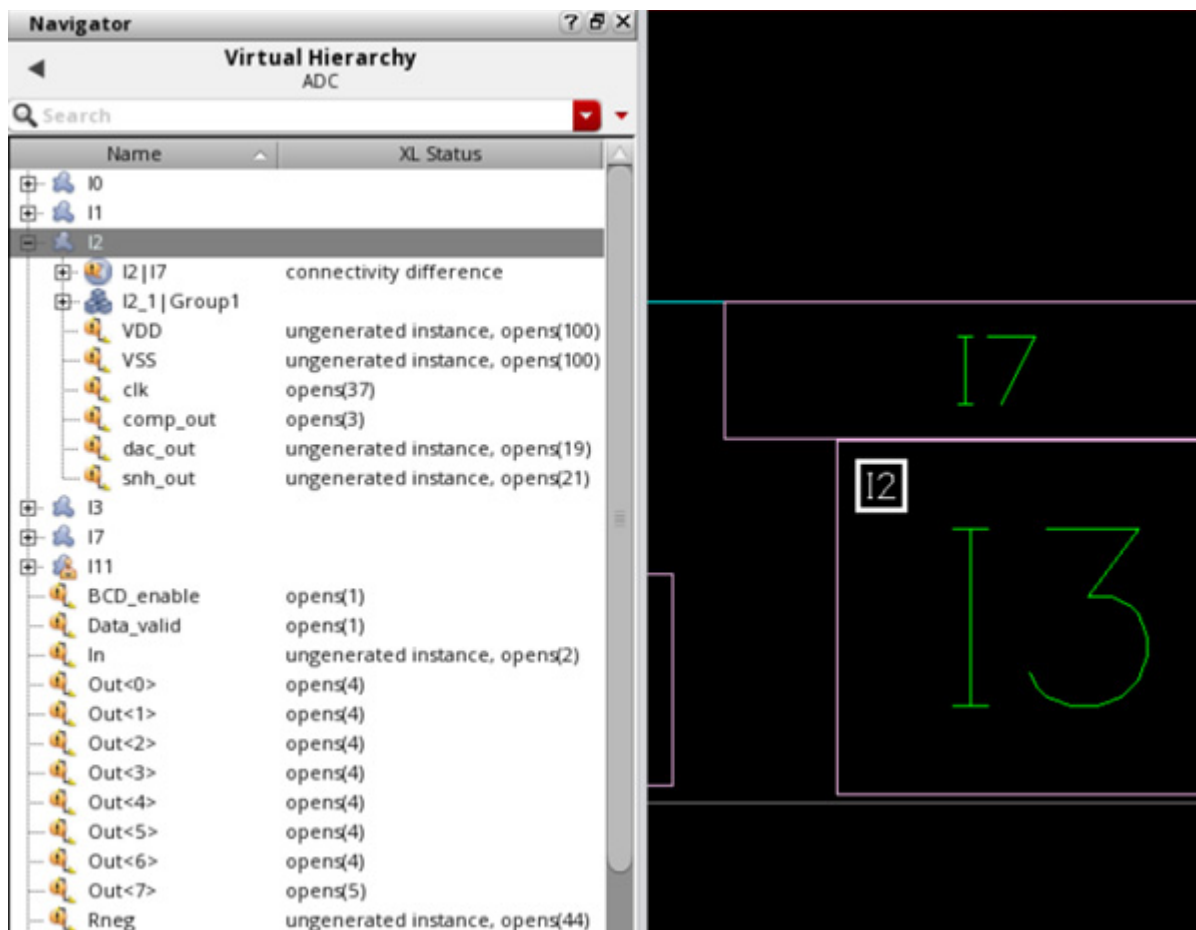 Navigator
Virtual Hierarchy
ADC
Search
Name XL Status
I0
I1
I2
I2|I7 connectivity difference
I2_1|Group1
VDD ungenerated instance, opens(100)
VSS ungenerated instance, opens(100)
clk opens(37)
comp_out opens(3)
dac_out ungenerated instance, opens(19)
snh_out ungenerated instance, opens(21)
I3
I7
I11
BCD_enable opens(1)
Data_valid opens(1)
In ungenerated instance, opens(2)
Out<0> opens(4)
Out<1> opens(4)
Out<2> opens(4)
Out<3> opens(4)
Out<4> opens(4)
Out<5> opens(4)
Out<6> opens(4)
Out<7> opens(5)
Rneg ungenerated instance, opens(44)
I7
I2
I3